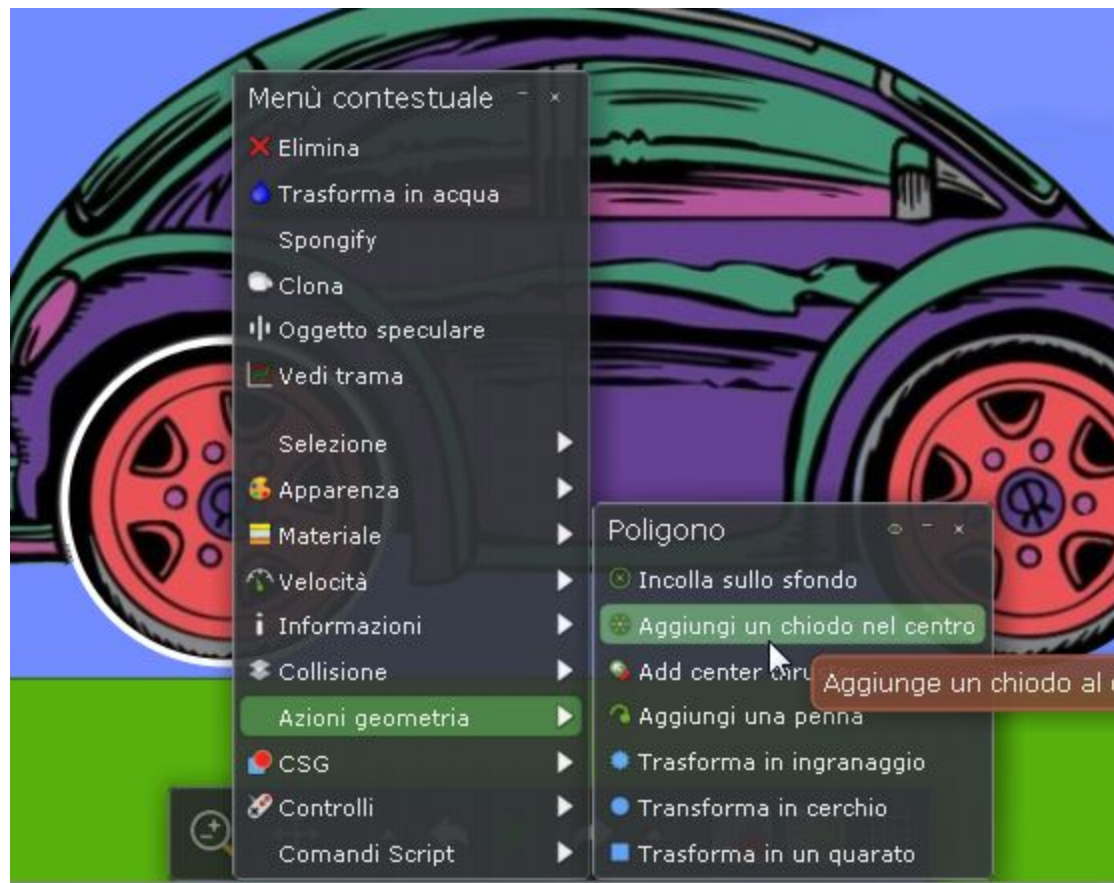 Menù contestuale
Elimina
Trasforma in acqua
Spongify
Clona
Oggetto speculare
Vedi trama
Selezione
Apparenza
Materiale
Velocità
Informazioni
Collisione
Azioni geometria
CSG
Controlli
Comandi Script
Poligono
Incolla sullo sfondo
Aggiungi un chiodo nel centro
Add center
Aggiunge un chiodo al
Aggiungi una penna
Trasforma in ingranaggio
Transforma in cerchio
Trasforma in un quarato